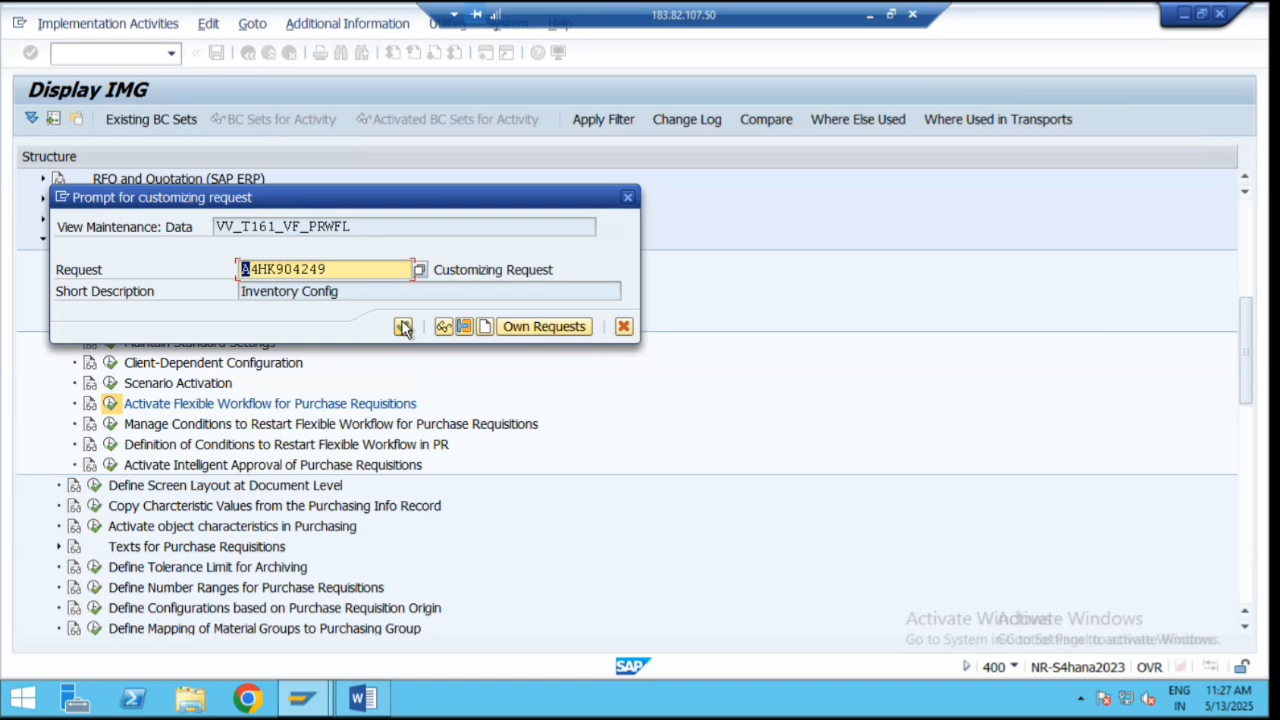 Implementation Activities Edit Goto Additional Information Utilities System Help
183.82.107.50
Display IMG
Existing BC Sets BC Sets for Activity Activated BC Sets for Activity Apply Filter Change Log Compare Where Else Used Where Used in Transports
Structure
RFQ and Quotation (SAP ERP)
Prompt for customizing request
View Maintenance: Data VV_T161_VF_PRWFL
Request A4HK904249 Customizing Request
Short Description Inventory Config
Own Requests
Maintain Standard Settings
Client-Dependent Configuration
Scenario Activation
Activate Flexible Workflow for Purchase Requisitions
Manage Conditions to Restart Flexible Workflow for Purchase Requisitions
Definition of Conditions to Restart Flexible Workflow in PR
Activate Intelligent Approval of Purchase Requisitions
Define Screen Layout at Document Level
Copy Charcteristic Values from the Purchasing Info Record
Activate object characteristics in Purchasing
Texts for Purchase Requisitions
Define Tolerance Limit for Archiving
Define Number Ranges for Purchase Requisitions
Define Configurations based on Purchase Requisition Origin
Define Mapping of Material Groups to Purchasing Group
Activate Windows
SAP
400 NR-S4hana2023 OVR
ENG 11:27 AM
IN 5/13/2025